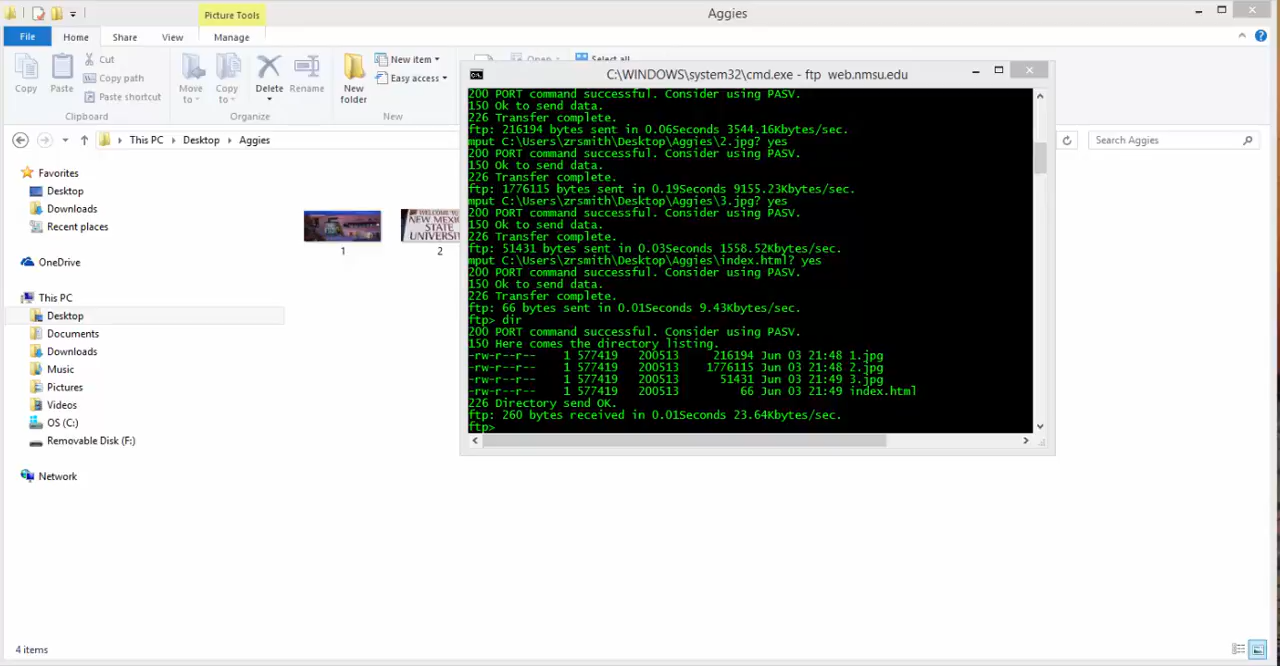 Picture Tools
Aggies
File
Home
Share
View
Manage
Copy
Paste
Cut
Copy path
Paste shortcut
Clipboard
Move to
Copy to
Delete
Rename
Organize
New folder
New item
Easy access
New
Open
Select all
This PC
Desktop
Aggies
Search Aggies
Favorites
Desktop
Downloads
Recent places
OneDrive
This PC
Desktop
Documents
Downloads
Music
Pictures
Videos
OS (C:)
Removable Disk (F:)
Network
WELCOME TO
NEW MEXI
STATE
UNIVERSI
1
2
C:\WINDOWS\system32\cmd.exe - ftp web.nmsu.edu
200 PORT command successful. Consider using PASV.
150 Ok to send data.
226 Transfer complete.
ftp: 216194 bytes sent in 0.06Seconds 3544.16Kbytes/sec.
mput C:\Users\zrsmith\Desktop\Aggies\2.jpg? yes
200 PORT command successful. Consider using PASV.
150 Ok to send data.
226 Transfer complete.
ftp: 1776115 bytes sent in 0.19Seconds 9155.23Kbytes/sec.
mput C:\Users\zrsmith\Desktop\Aggies\3.jpg? yes
200 PORT command successful. Consider using PASV.
150 Ok to send data.
226 Transfer complete.
ftp: 51431 bytes sent in 0.03Seconds 1558.52Kbytes/sec.
mput C:\Users\zrsmith\Desktop\Aggies\index.html? yes
200 PORT command successful. Consider using PASV.
150 Ok to send data.
226 Transfer complete.
ftp: 66 bytes sent in 0.01Seconds 9.43Kbytes/sec.
ftp> dir
200 PORT command successful. Consider using PASV.
150 Here comes the directory listing.
-rw-r--r-- 1 577419 200513 216194 Jun 03 21:48 1.jpg
-rw-r--r-- 1 577419 200513 1776115 Jun 03 21:48 2.jpg
-rw-r--r-- 1 577419 200513 51431 Jun 03 21:49 3.jpg
-rw-r--r-- 1 577419 200513 66 Jun 03 21:49 index.html
226 Directory send OK.
ftp: 260 bytes received in 0.01Seconds 23.64Kbytes/sec.
ftp>
4 items